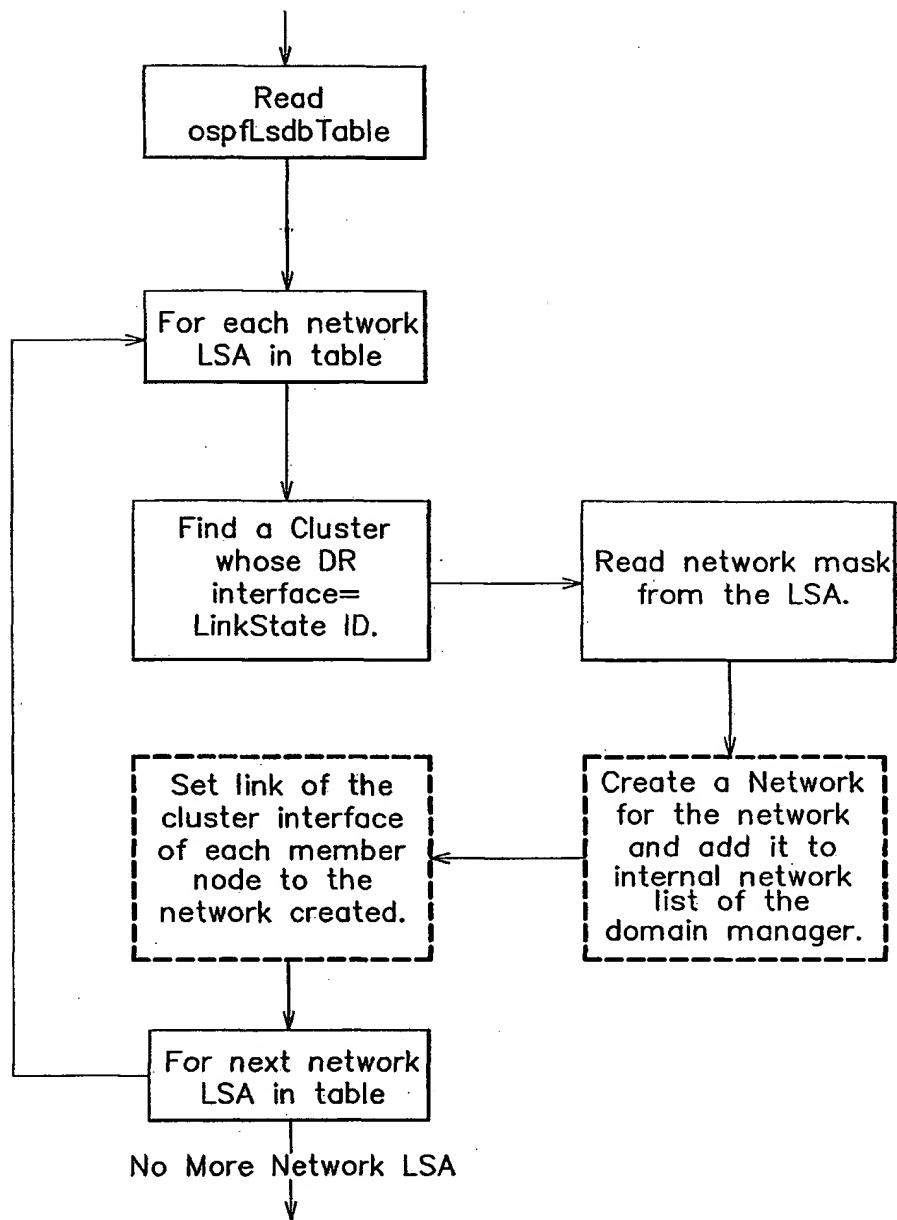 Read
ospfLsdbTable
For each network
LSA in table
Find a Cluster
whose DR
interface=
LinkState ID.
Read network mask
from the LSA.
Create a Network
for the network
and add it to
internal network
list of the
domain manager.
Set link of the
cluster interface
of each member
node to the
network created.
For next network
LSA in table
No More Network LSA